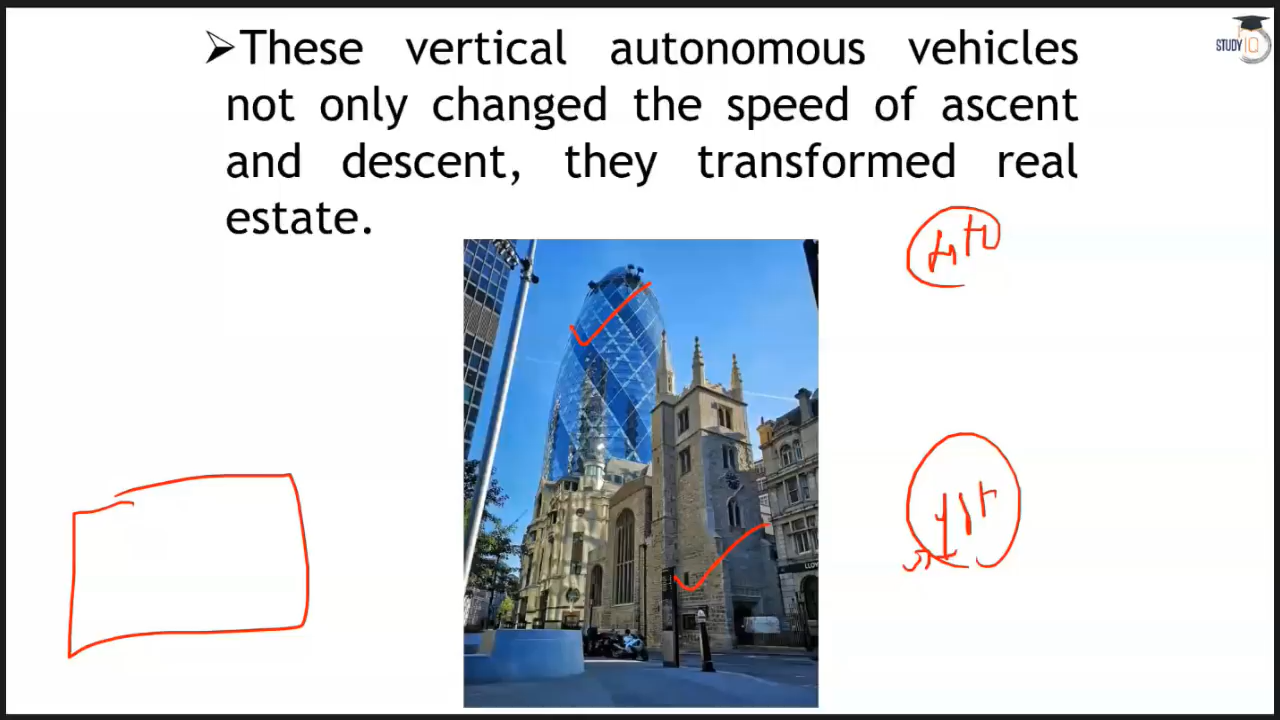 ➢These vertical autonomous vehicles
not only changed the speed of ascent
and descent, they transformed real
estate.
STUDY IQ